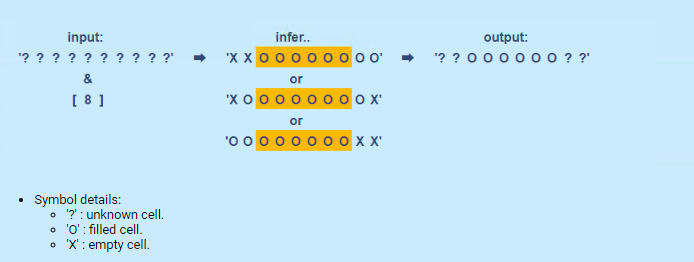 input: infer.. output:
'? ? ? ? ? ? ? ? ? ?' ➡ 'X X O O O O O O O O' ➡ '? ? O O O O O O ? ?'
& or
[ 8 ] 'X O O O O O O O O X'
or
'O O O O O O O O X X'
• Symbol details:
∘ '?' : unknown cell.
∘ 'O' : filled cell.
∘ 'X' : empty cell.